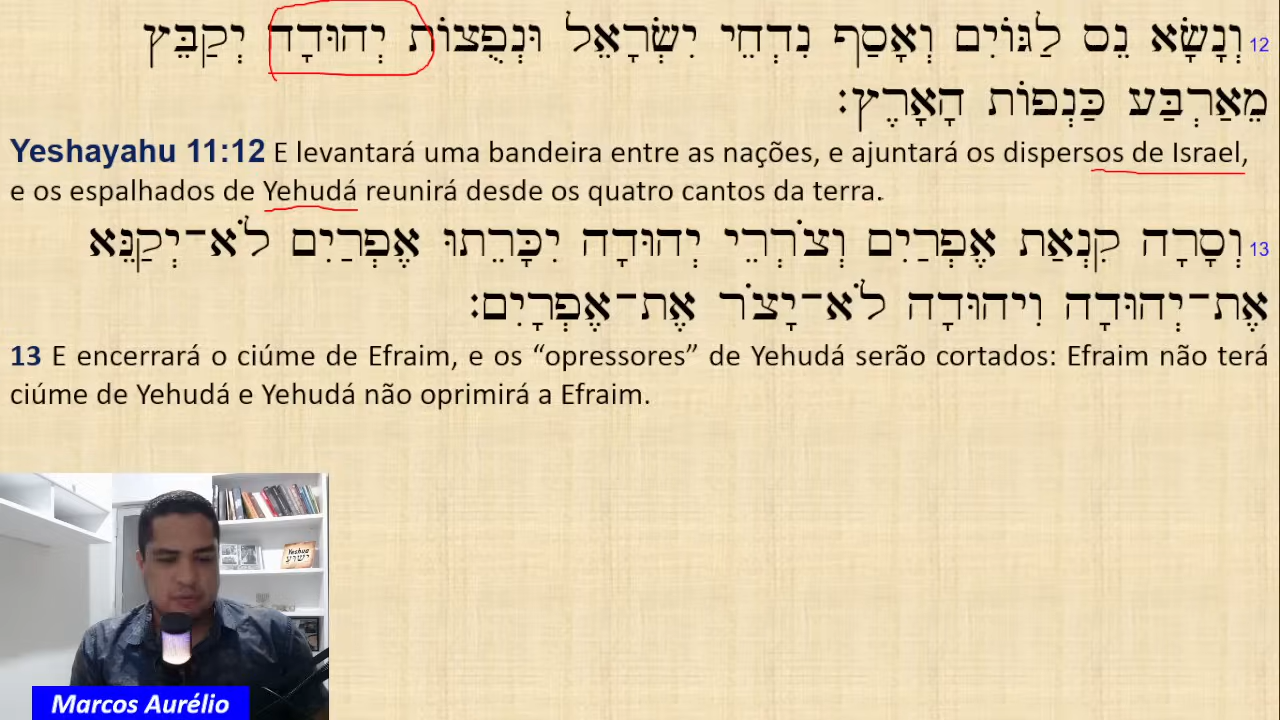 12 וְנָשָׂא נֵס לַגּוֹיִם וְאָסַף נִדְחֵי יִשְׂרָאֵל וּנְפֻצוֹת יְהוּדָה יְקַבֵּץ
מֵאַרְבַּע כַּנְפוֹת הָאָרֶץ׃
Yeshayahu 11:12 E levantará uma bandeira entre as nações, e ajuntará os dispersos de Israel,
e os espalhados de Yehudá reunirá desde os quatro cantos da terra.
13 וְסָרָה קִנְאַת אֶפְרַיִם וְצֹרְרֵי יְהוּדָה יִכָּרֵתוּ אֶפְרַיִם לֹא־יְקַנֵּא
אֶת־יְהוּדָה וִיהוּדָה לֹא־יָצֹר אֶת־אֶפְרָיִם׃
13 E encerrará o ciúme de Efraim, e os “opressores” de Yehudá serão cortados: Efraim não terá
ciúme de Yehudá e Yehudá não oprimirá a Efraim.
Yeshua
ישוע
Marcos Aurélio